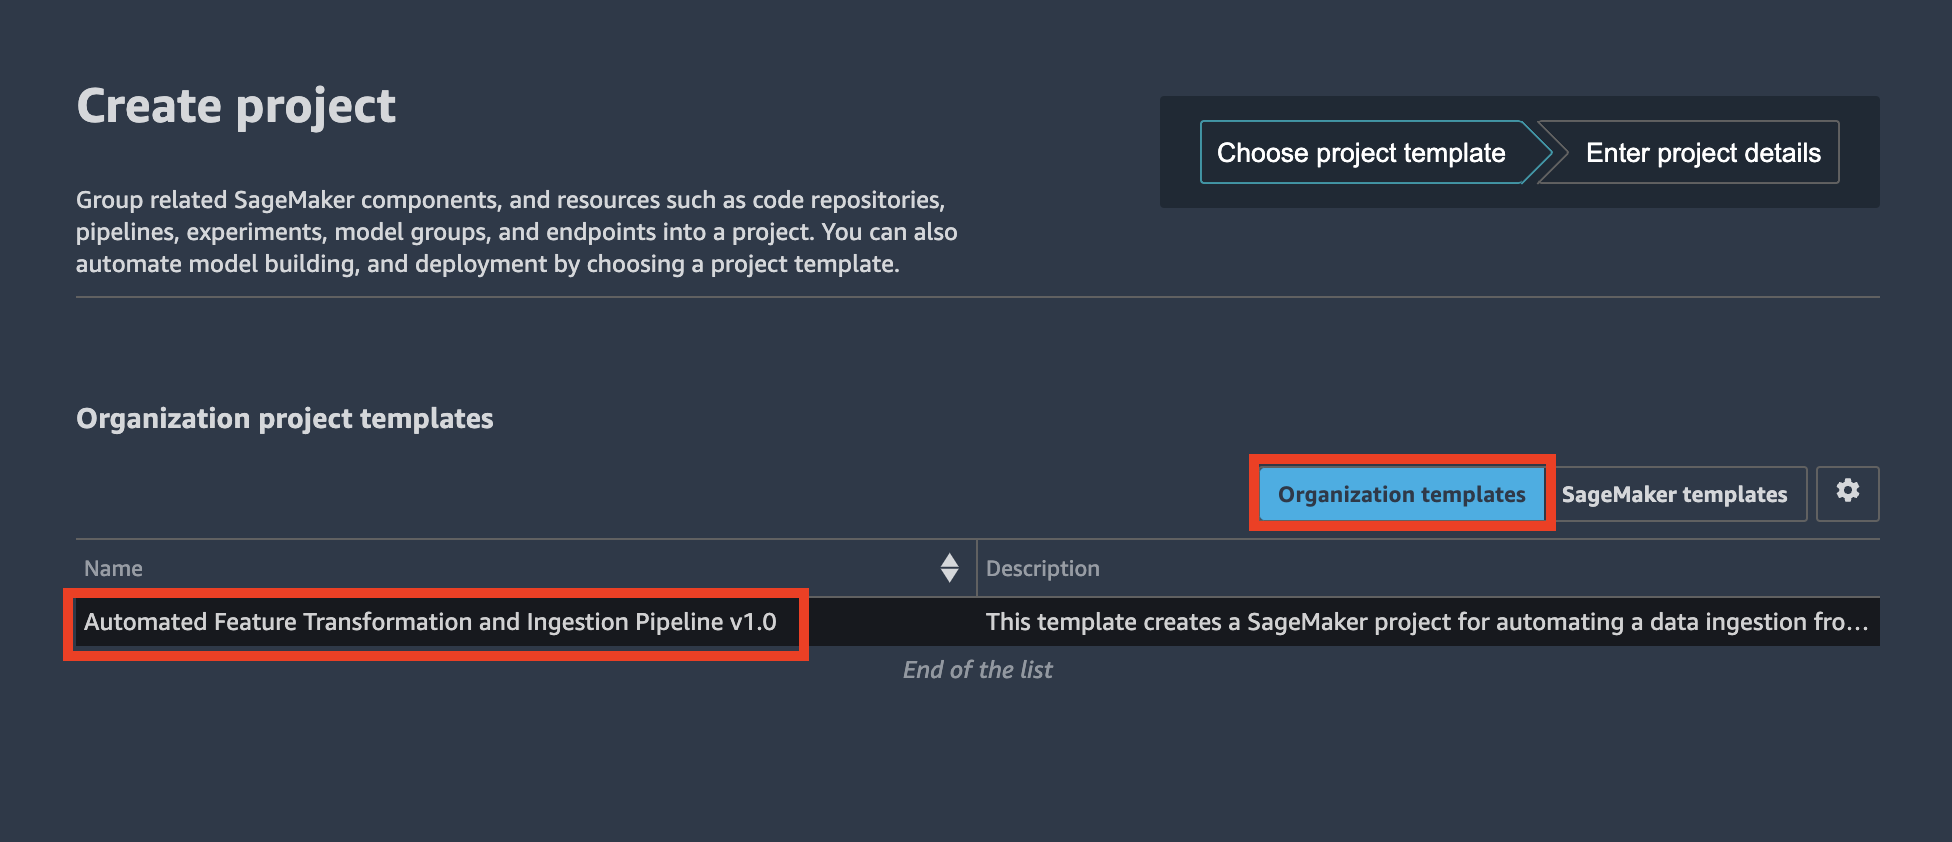 Create project
Choose project template
Enter project details
Group related SageMaker components, and resources such as code repositories,
pipelines, experiments, model groups, and endpoints into a project. You can also
automate model building, and deployment by choosing a project template.
Organization project templates
Organization templates
SageMaker templates
Name
Description
Automated Feature Transformation and Ingestion Pipeline v1.0
This template creates a SageMaker project for automating a data ingestion fro...
End of the list